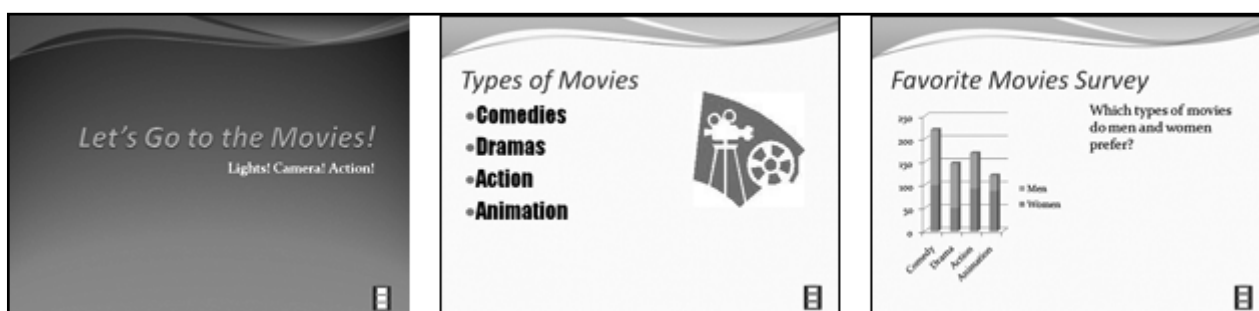 Let's Go to the Movies!
Lights! Camera! Action!
Types of Movies
•Comedies
•Dramas
•Action
•Animation
Favorite Movies Survey
Which types of movies
do men and women
prefer?
250
200
150
100
50
0
Men
Women
Comedy
Drama
Action
Animation